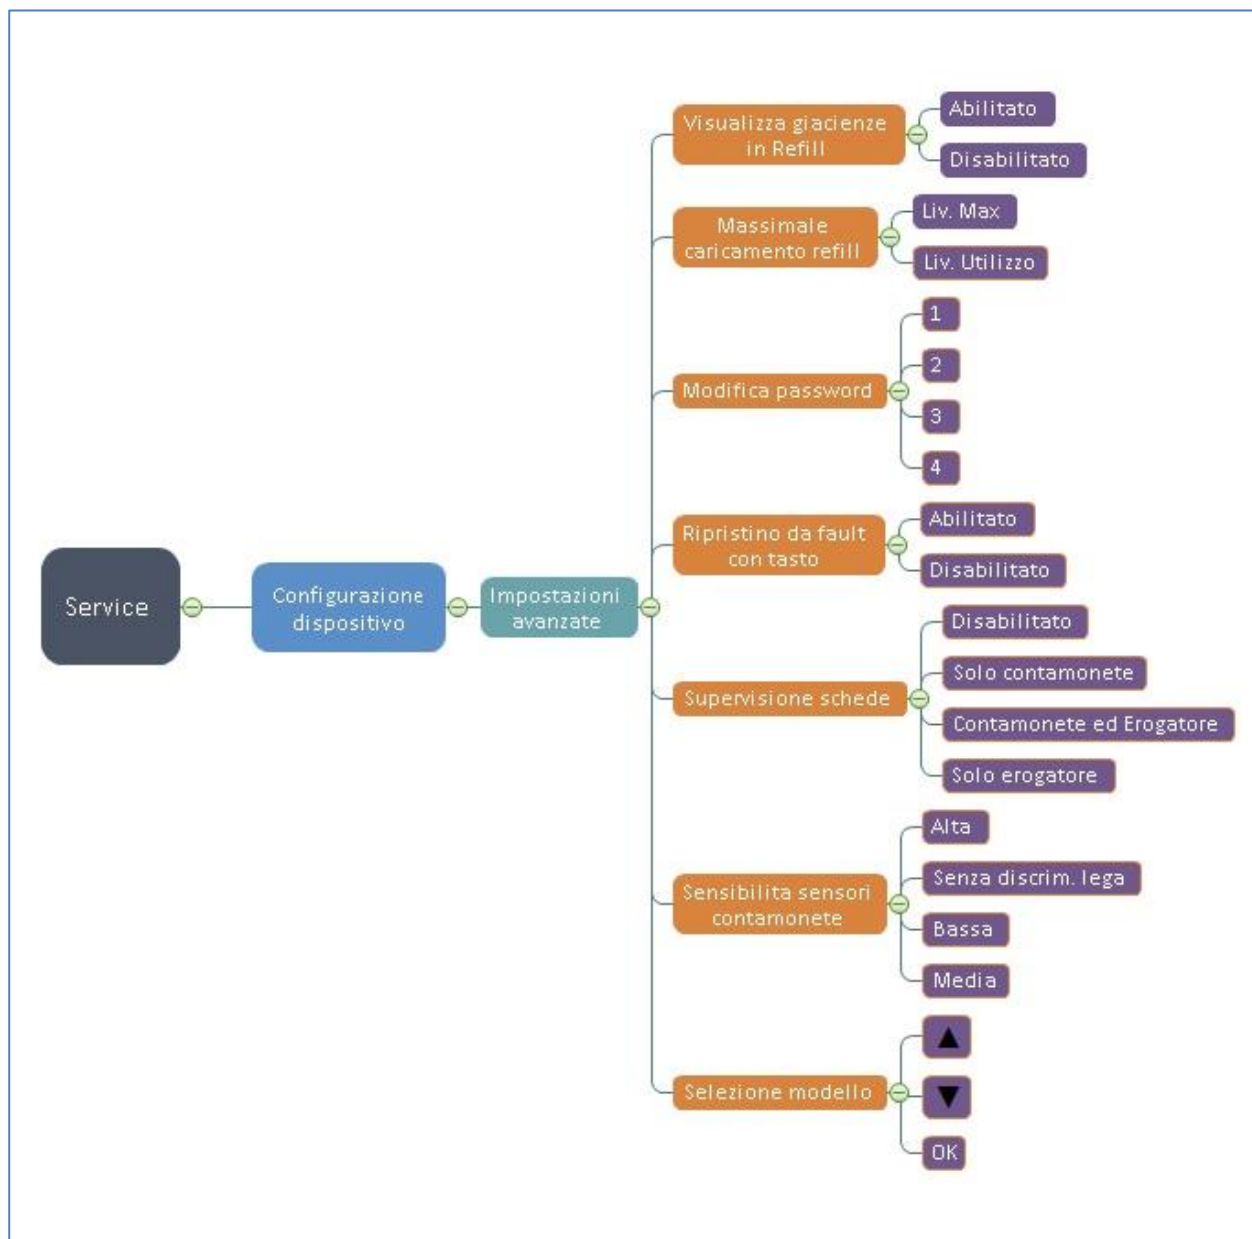 Service
Configurazione
dispositivo
Impostazioni
avanzate
Visualizza giacienze
in Refill
Abilitato
Disabilitato
Massimale
caricamento refill
Liv. Max
Liv. Utilizzo
Modifica password
1
2
3
4
Ripristino da fault
con tasto
Abilitato
Disabilitato
Supervisione schede
Disabilitato
Solo contamonete
Contamonete ed Erogatore
Solo erogatore
Sensibilita sensori
contamonete
Alta
Senza discrim. lega
Bassa
Media
Selezione modello
▲
▼
OK